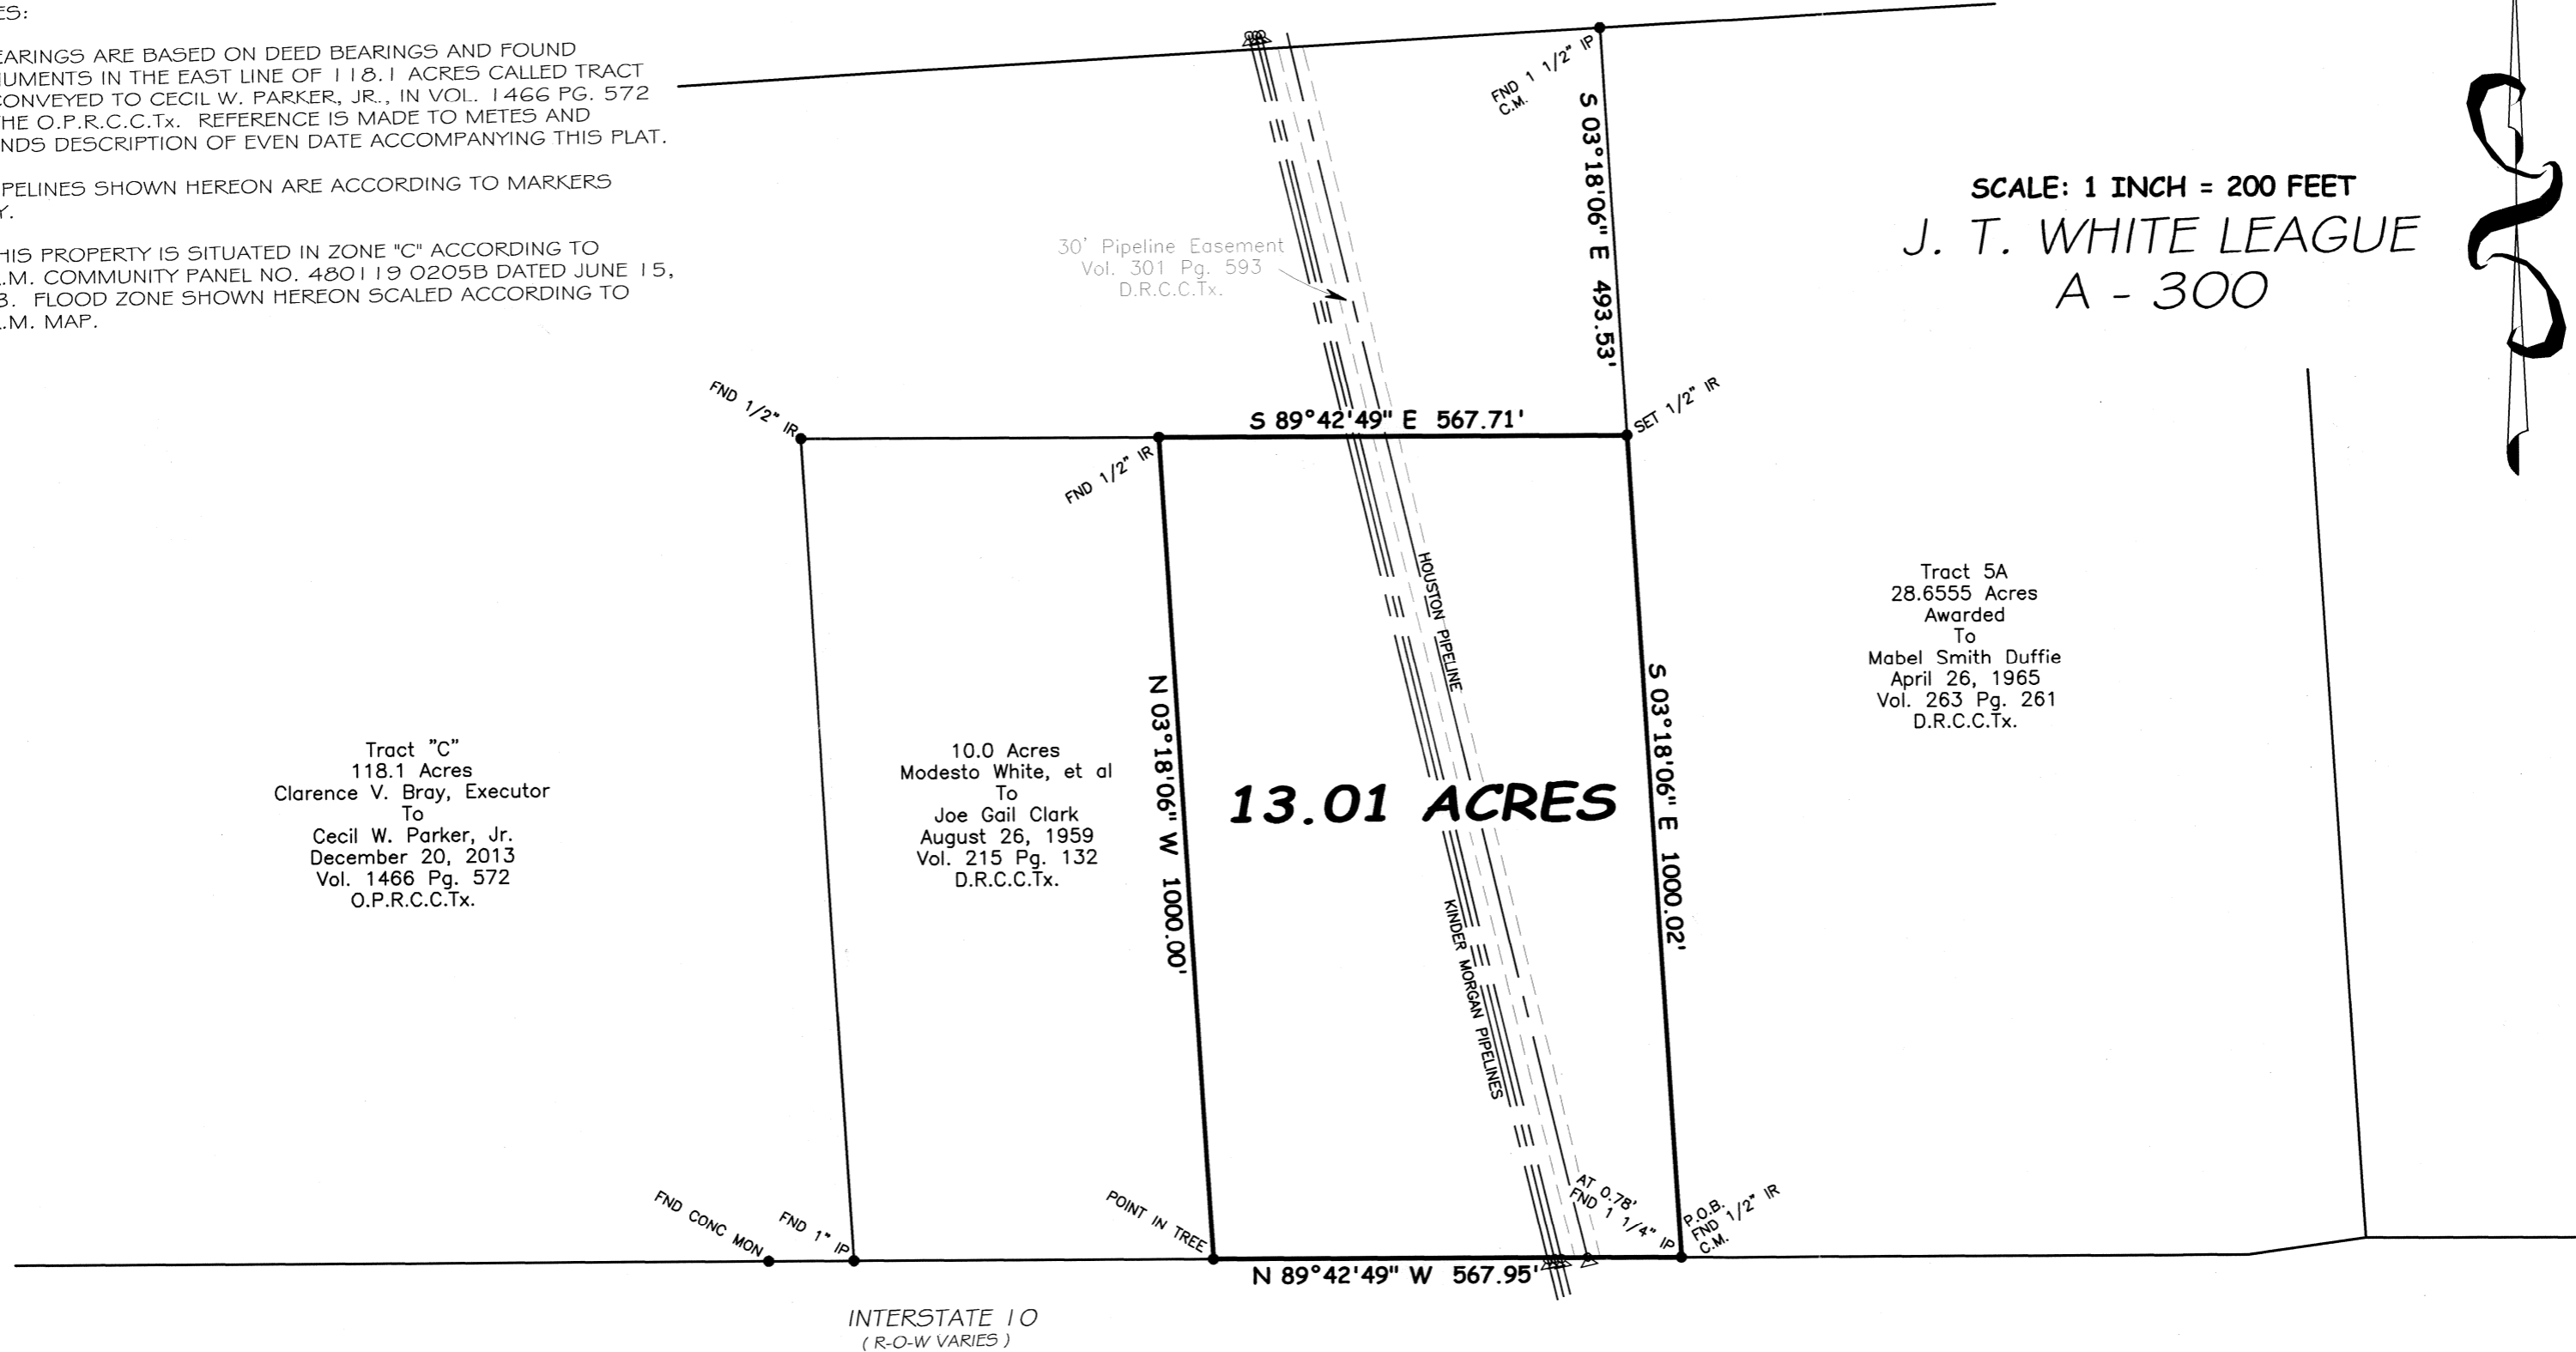 ES:
EARINGS ARE BASED ON DEED BEARINGS AND FOUND
UMENTS IN THE EAST LINE OF 118.1 ACRES CALLED TRACT
CONVEYED TO CECIL W. PARKER, JR., IN VOL. 1466 PG. 572
THE O.P.R.C.C.Tx. REFERENCE IS MADE TO METES AND
NDS DESCRIPTION OF EVEN DATE ACCOMPANYING THIS PLAT.
PELINES SHOWN HEREON ARE ACCORDING TO MARKERS
Y.
HIS PROPERTY IS SITUATED IN ZONE "C" ACCORDING TO
.M. COMMUNITY PANEL NO. 480119 0205B DATED JUNE 15,
3. FLOOD ZONE SHOWN HEREON SCALED ACCORDING TO
.M. MAP.
FND 1 1/2" IP
C.M.
S 03°18'06" E 493.53'
SCALE: 1 INCH = 200 FEET
J. T. WHITE LEAGUE
A - 300
30' Pipeline Easement
Vol. 301 Pg. 593
D.R.C.C.Tx.
FND 1/2" IR
S 89°42'49" E 567.71'
SET 1/2" IR
FND 1/2" IR
HOUSTON PIPELINE
Tract 5A
28.6555 Acres
Awarded
To
Mabel Smith Duffie
April 26, 1965
Vol. 263 Pg. 261
D.R.C.C.Tx.
Tract "C"
118.1 Acres
Clarence V. Bray, Executor
To
Cecil W. Parker, Jr.
December 20, 2013
Vol. 1466 Pg. 572
O.P.R.C.C.Tx.
10.0 Acres
Modesto White, et al
To
Joe Gail Clark
August 26, 1959
Vol. 215 Pg. 132
D.R.C.C.Tx.
N 03°18'06" W 1000.00'
13.01 ACRES
S 03°18'06" E 1000.02'
KINDER MORGAN PIPELINES
FND CONC MON
FND 1" IP
POINT IN TREE
AT 0.78'
FND 1 1/4" IP
P.O.B.
FND 1/2" IR
C.M.
N 89°42'49" W 567.95'
INTERSTATE 10
( R-O-W VARIES )